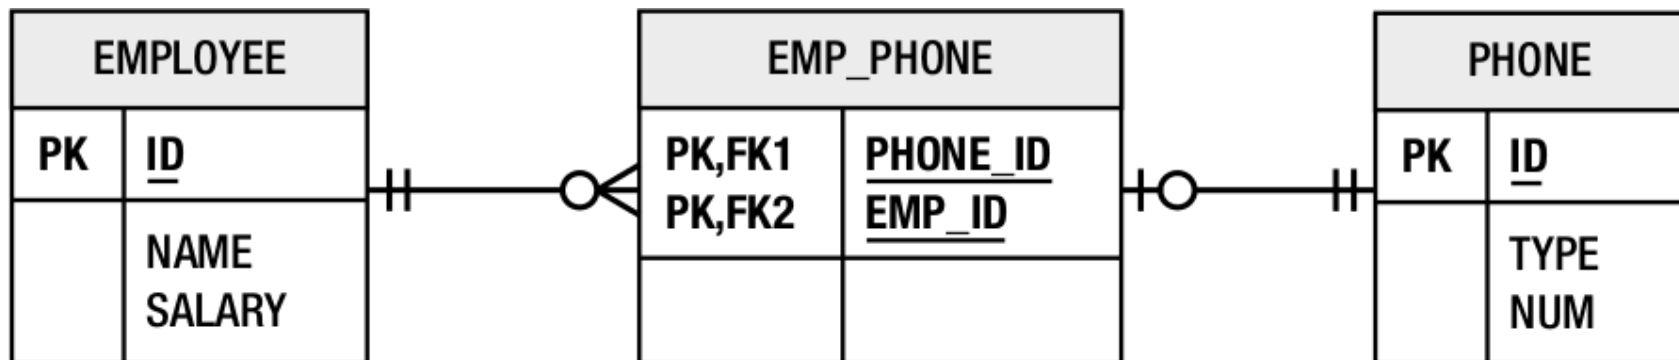 EMPLOYEE
PK ID
NAME
SALARY
EMP_PHONE
PK,FK1 PHONE_ID
PK,FK2 EMP_ID
PHONE
PK ID
TYPE
NUM